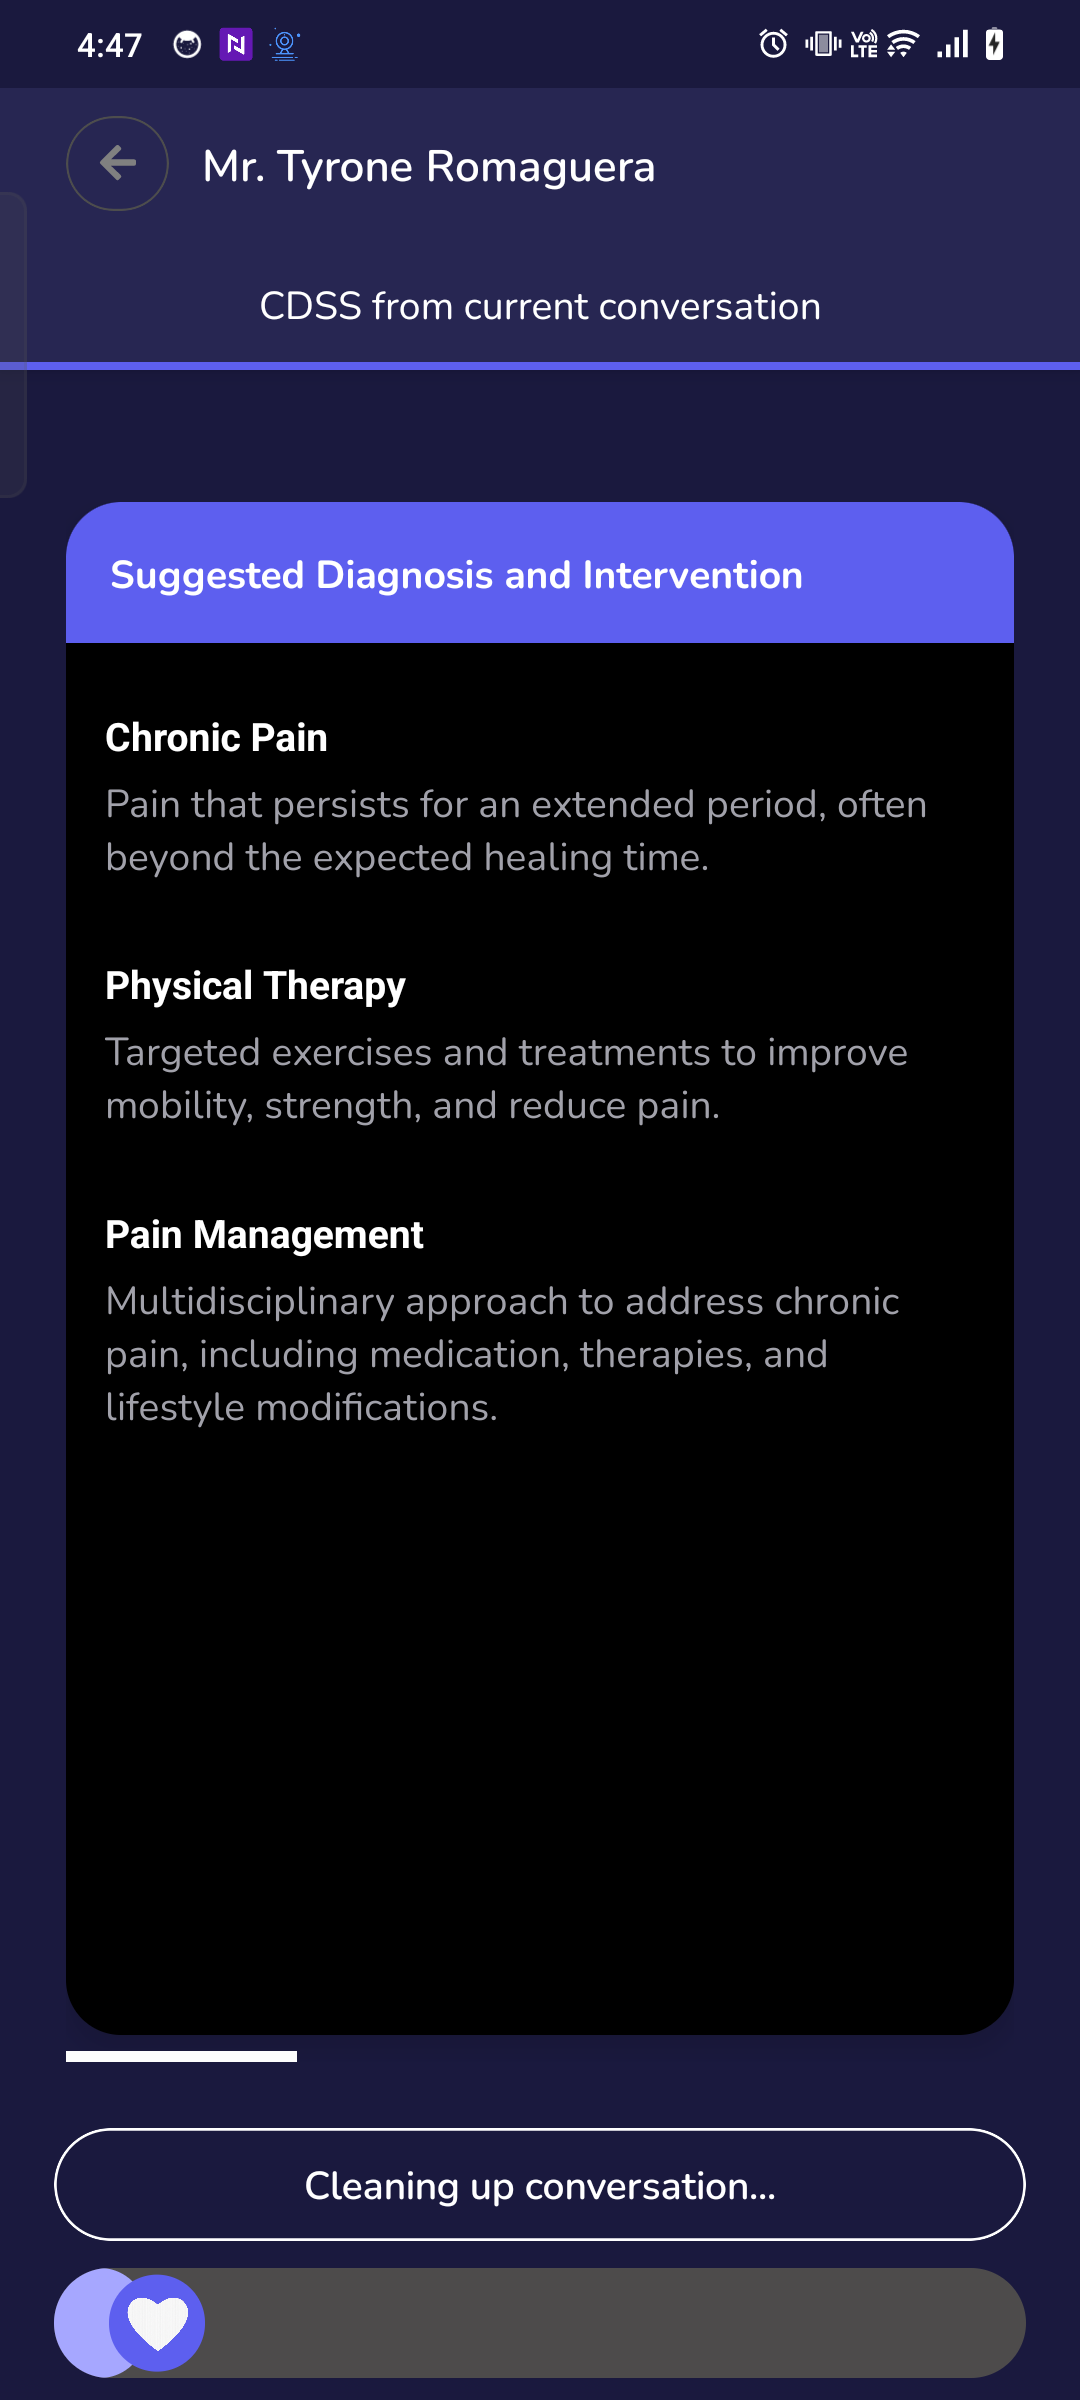 4:47
Vo))
LTE
Mr. Tyrone Romaguera
CDSS from current conversation
Suggested Diagnosis and Intervention
Chronic Pain
Pain that persists for an extended period, often
beyond the expected healing time.
Physical Therapy
Targeted exercises and treatments to improve
mobility, strength, and reduce pain.
Pain Management
Multidisciplinary approach to address chronic
pain, including medication, therapies, and
lifestyle modifications.
Cleaning up conversation...